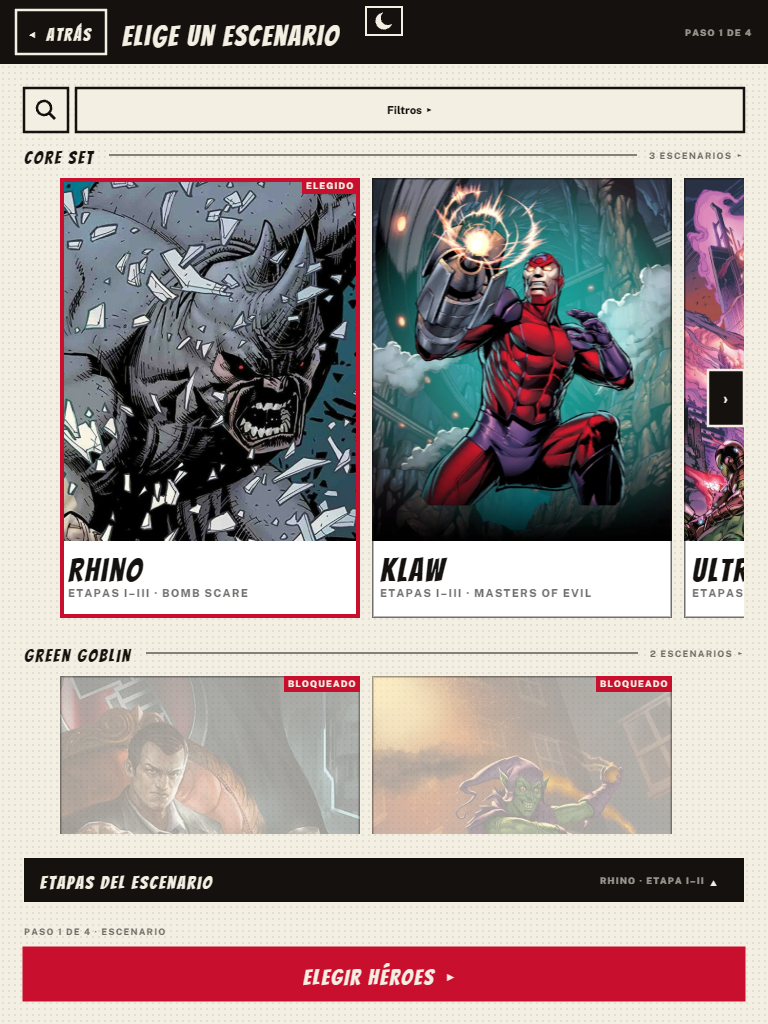 ◂ ATRÁS
ELIGE UN ESCENARIO
PASO 1 DE 4
Filtros ▸
CORE SET
3 ESCENARIOS ▸
ELEGIDO
RHINO
ETAPAS I–III · BOMB SCARE
KLAW
ETAPAS I–III · MASTERS OF EVIL
›
ULTR
ETAPAS
GREEN GOBLIN
2 ESCENARIOS ▸
BLOQUEADO
BLOQUEADO
ETAPAS DEL ESCENARIO
RHINO · ETAPA I–II ▲
PASO 1 DE 4 · ESCENARIO
ELEGIR HÉROES ▸